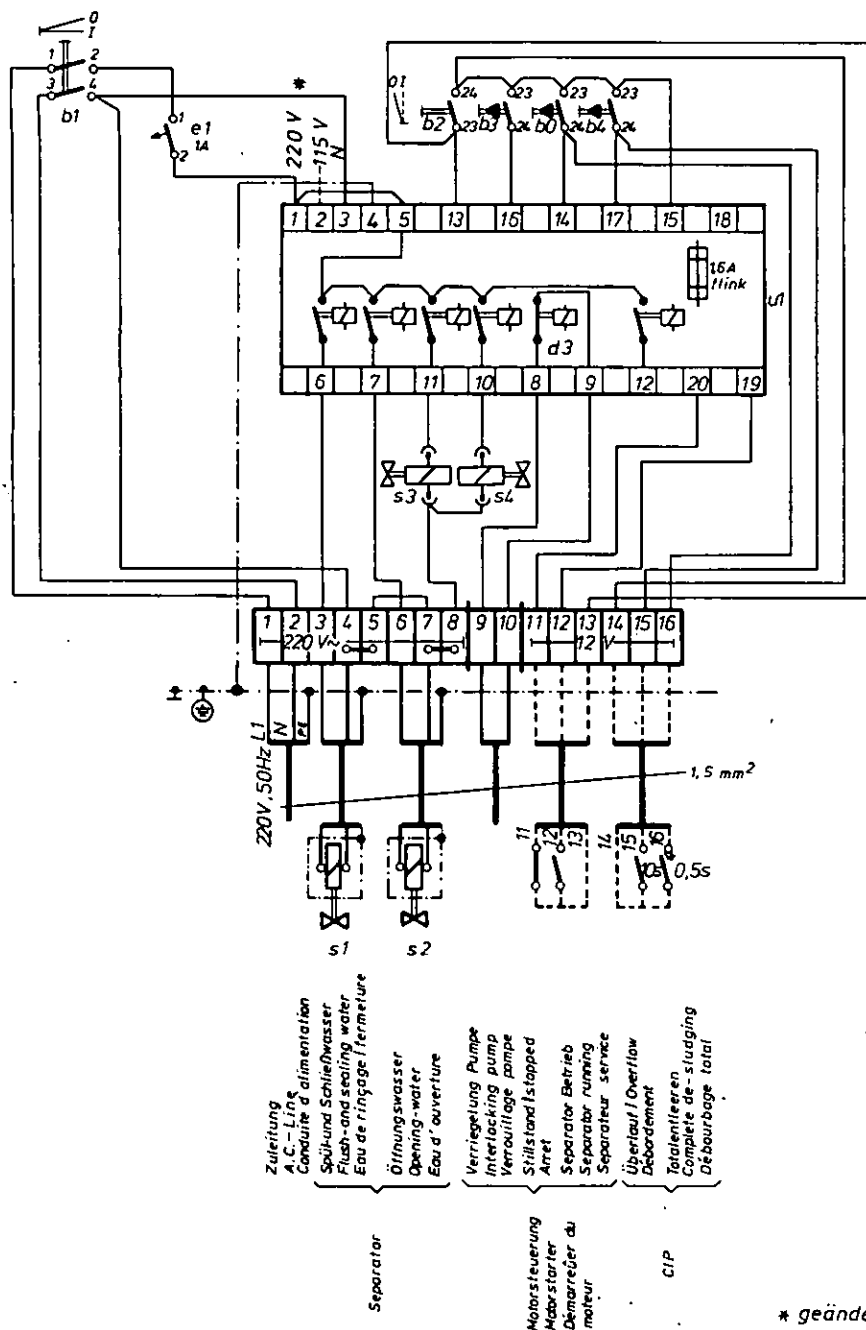 0
I
1 2
3 4
b1
1
e1
1A
2
*
220 V
115 V
N
0 I
24 23 23 23
b2 b3 b0 b4
23 24 24 24
1 2 3 4 5 13 16 14 17 15 18
1,6A
flink
u1
d3
6 7 11 10 8 9 12 20 19
s3 s4
1 2 3 4 5 6 7 8 9 10 11 12 13 14 15 16
220 V~ 12 V
220V, 50Hz L1
N
PE
1,5 mm²
11 12 13 14 15 16
10s 0,5s
s1 s2
Zuleitung
A.C.-Line
Conduite d'alimentation
Spül-und Schließwasser
Flush-and sealing water
Eau de rinçage / fermeture
Öffnungswasser
Opening-water
Eau d'ouverture
Verriegelung Pumpe
Interlocking pump
Verrouillage pompe
Stillstand / stopped
Arret
Separator Betrieb
Separator running
Separateur service
Überlauf / Overflow
Débordement
Totalentleeren
Complete de-sludging
Débourbage total
Separator
Motorsteuerung
Motorstarter
Démarreüer du
moteur
CIP